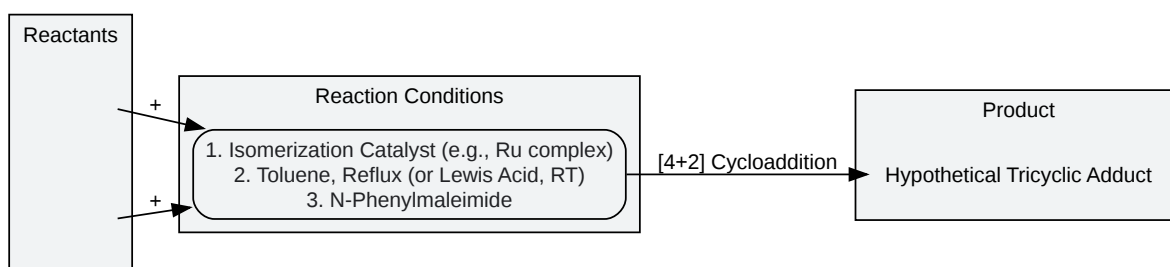 Reactants
+
+
Reaction Conditions
1. Isomerization Catalyst (e.g., Ru complex)
2. Toluene, Reflux (or Lewis Acid, RT)
3. N-Phenylmaleimide
[4+2] Cycloaddition
Product
Hypothetical Tricyclic Adduct